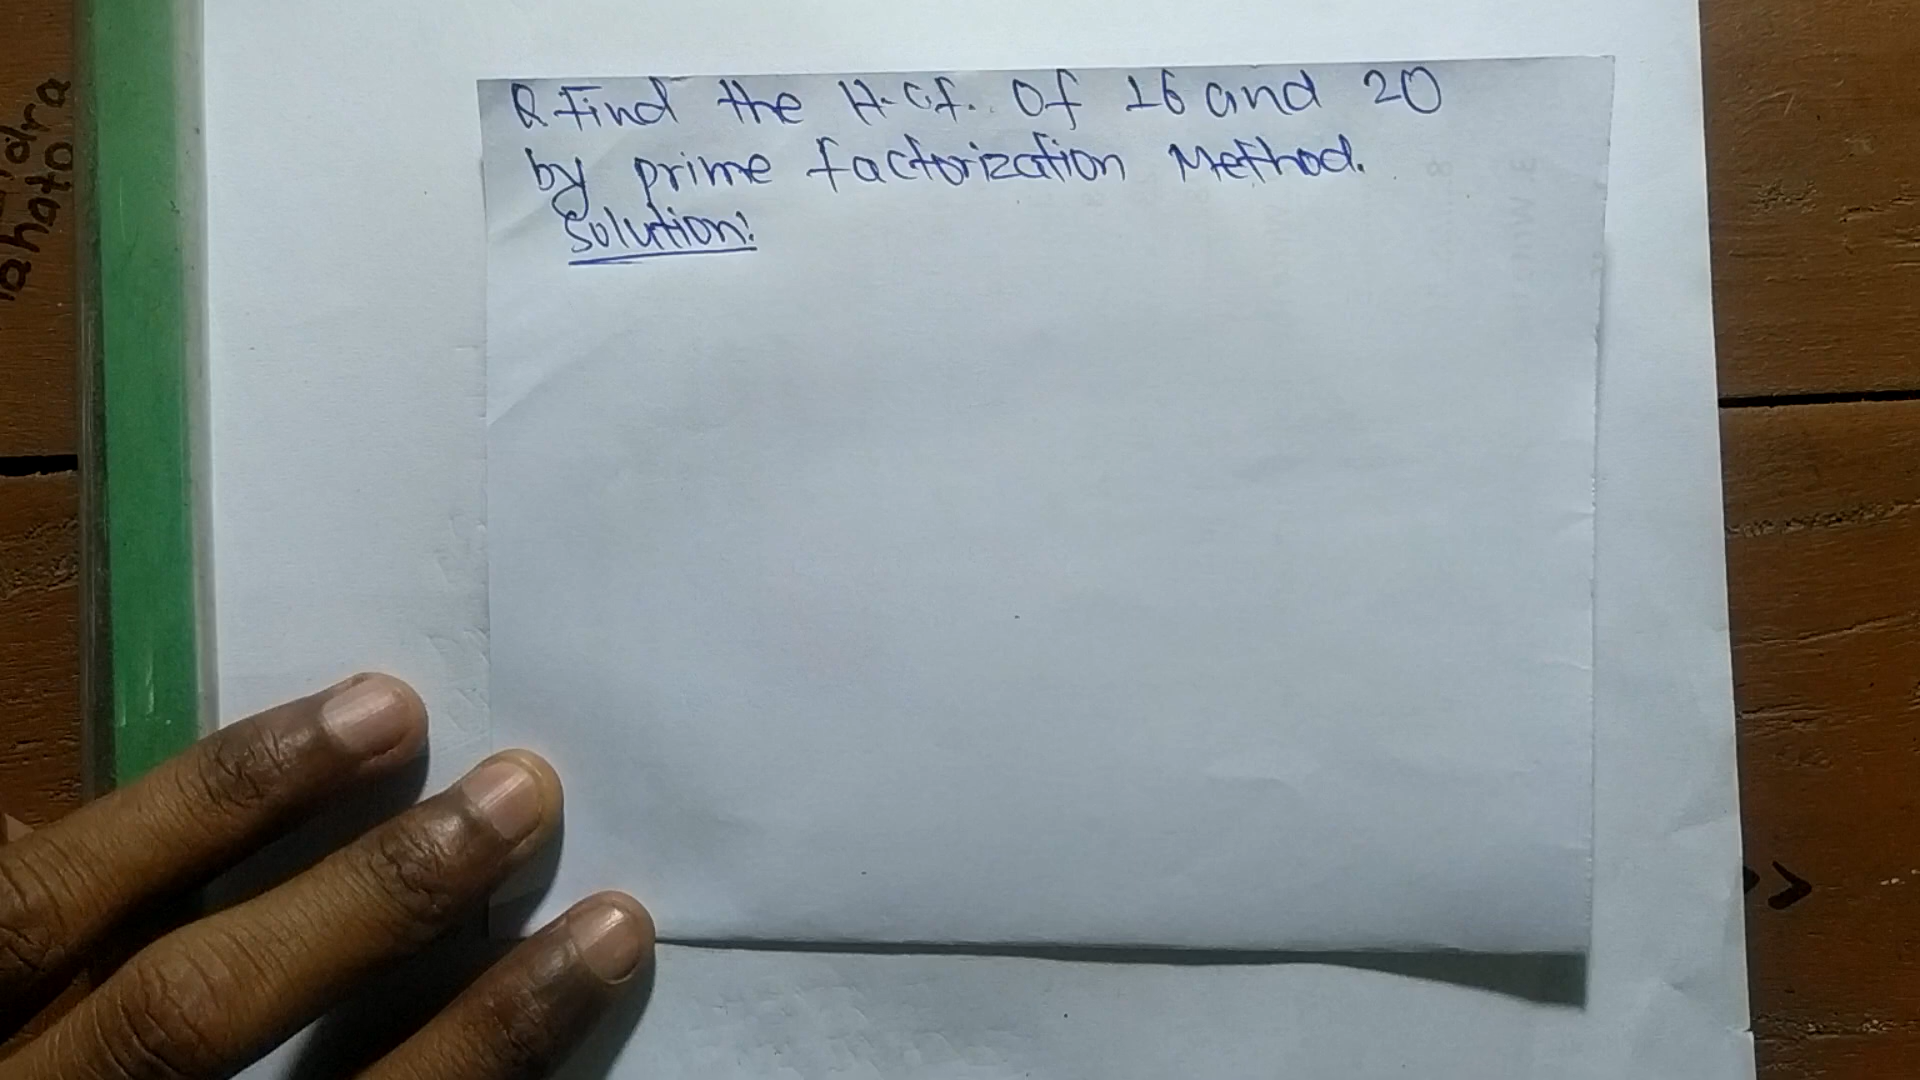 Q Find the H.C.f. Of 16 and 20
by prime factorization Method.
Solution: